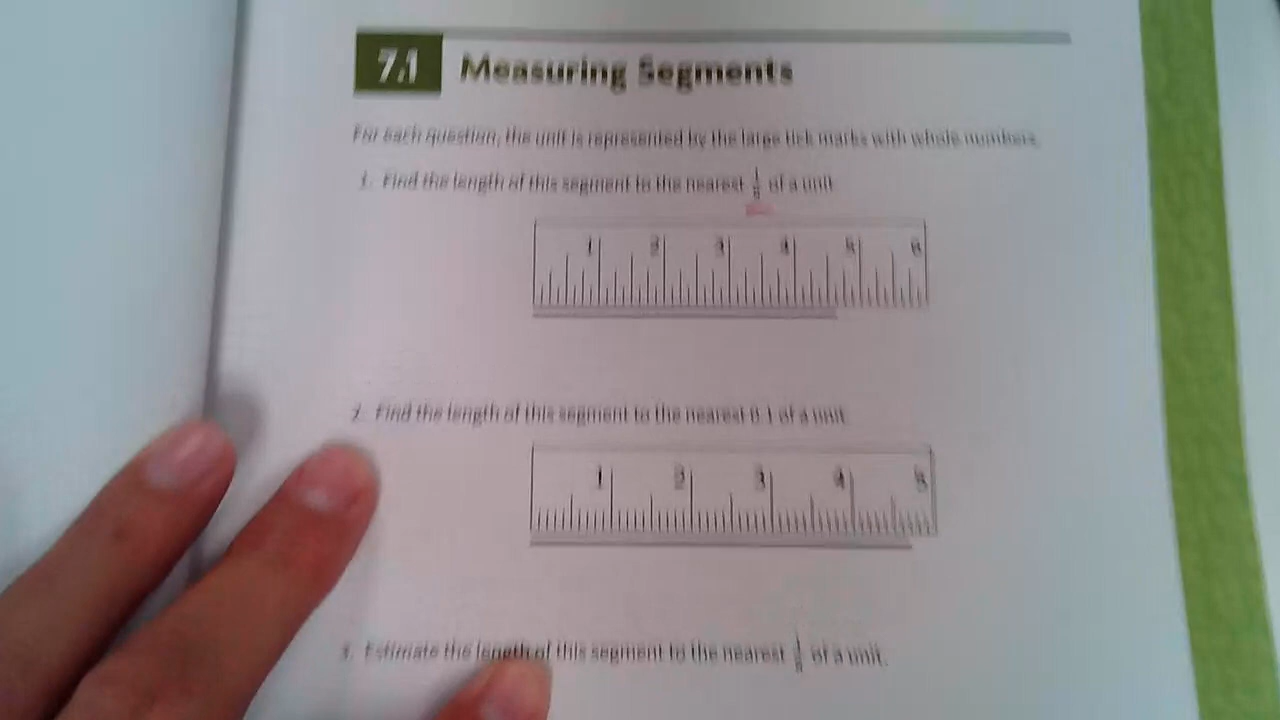 7.1 Measuring Segments
For each question, the unit is represented by the large tick marks with whole numbers.
1. Find the length of this segment to the nearest 1/8 of a unit.
1 2 3 4 5 6
2. Find the length of this segment to the nearest 0.1 of a unit.
1 2 3 4 5
3. Estimate the length of this segment to the nearest of a unit.